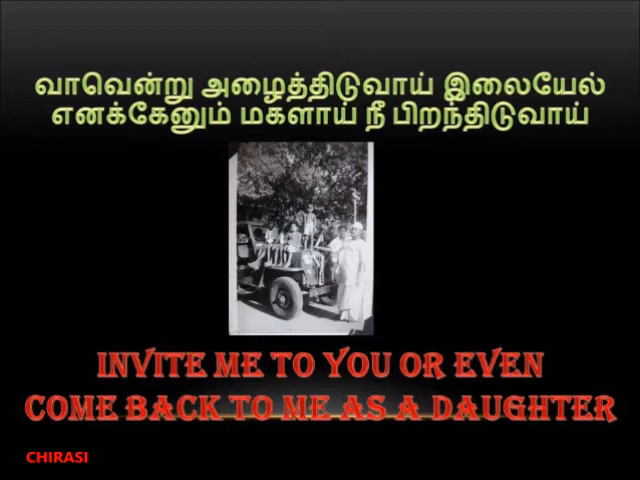 வாவென்று அழைத்திடுவாய் இலையேல்
எனக்கேனும் மகளாய் நீ பிறந்திடுவாய்
INVITE ME TO YOU OR EVEN
COME BACK TO ME AS A DAUGHTER
CHIRASI